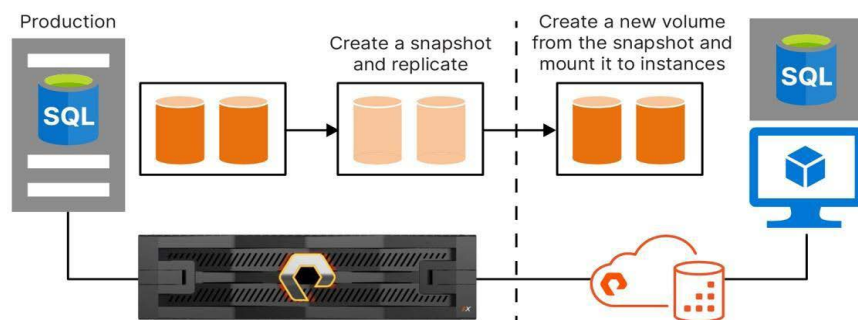 Production
SQL
Create a snapshot
and replicate
Create a new volume
from the snapshot and
mount it to instances
SQL